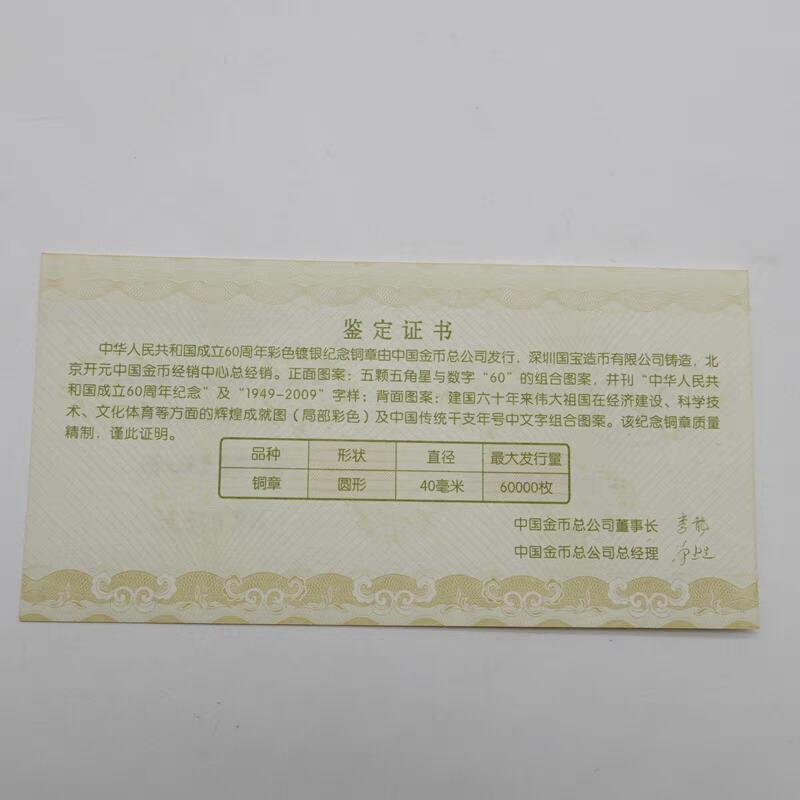 鉴定证书
中华人民共和国成立60周年彩色镀银纪念铜章由中国金币总公司发行，深圳国宝造币有限公司铸造，北
京开元中国金币经销中心总经销。正面图案：五颗五角星与数字“60”的组合图案，并刊“中华人民共
和国成立60周年纪念”及“1949-2009”字样；背面图案：建国六十年来伟大祖国在经济建设、科学技
术、文化体育等方面的辉煌成就图（局部彩色）及中国传统干支年号中文字组合图案。该纪念铜章质量
精制，谨此证明。
品种 形状 直径 最大发行量
铜章 圆形 40毫米 60000枚
中国金币总公司董事长
中国金币总公司总经理